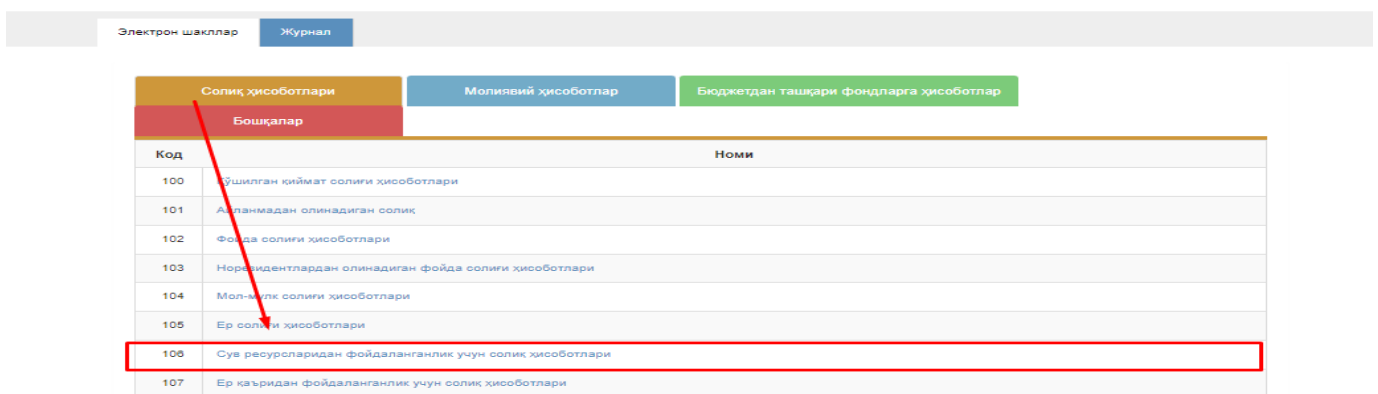 Электрон шакллар Журнал
Солиқ ҳисоботлари Молиявий ҳисоботлар Бюджетдан ташқари фондларга ҳисоботлар
Бошқалар
Код Номи
100 Қўшилган қиймат солиғи ҳисоботлари
101 Айланмадан олинадиган солиқ
102 Фойда солиғи ҳисоботлари
103 Норезидентлардан олинадиган фойда солиғи ҳисоботлари
104 Мол-мулк солиғи ҳисоботлари
105 Ер солиғи ҳисоботлари
106 Сув ресурсларидан фойдаланганлик учун солиқ ҳисоботлари
107 Ер қаъридан фойдаланганлик учун солиқ ҳисоботлари